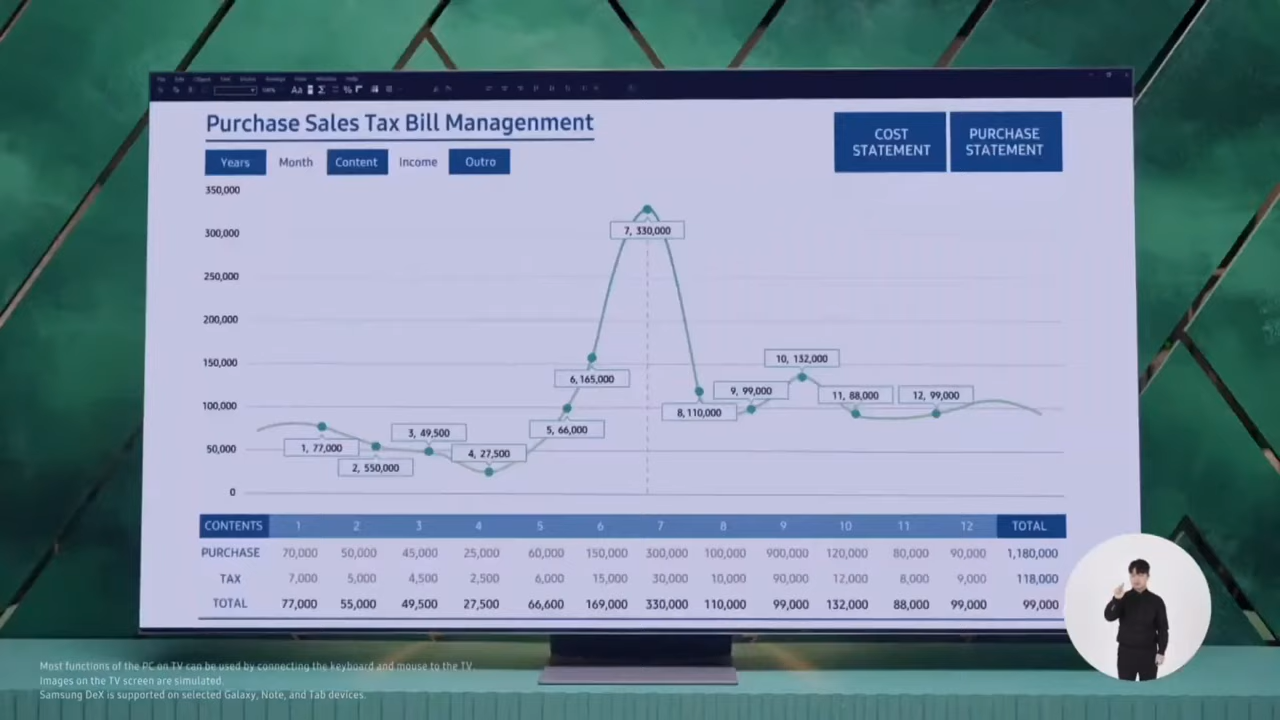 Purchase Sales Tax Bill Managenment
COST STATEMENT
PURCHASE STATEMENT
Years Month Content Income Outro
350,000
300,000
250,000
200,000
150,000
100,000
50,000
0
1, 77,000
2, 550,000
3, 49,500
4, 27,500
5, 66,000
6, 165,000
7, 330,000
8, 110,000
9, 99,000
10, 132,000
11, 88,000
12, 99,000
CONTENTS 1 2 3 4 5 6 7 8 9 10 11 12 TOTAL
PURCHASE 70,000 50,000 45,000 25,000 60,000 150,000 300,000 100,000 900,000 120,000 80,000 90,000 1,180,000
TAX 7,000 5,000 4,500 2,500 6,000 15,000 30,000 10,000 90,000 12,000 8,000 9,000 118,000
TOTAL 77,000 55,000 49,500 27,500 66,600 169,000 330,000 110,000 99,000 132,000 88,000 99,000 99,000
Most functions of the PC on TV can be used by connecting the keyboard and mouse to the TV.
Images on the TV screen are simulated.
Samsung DeX is supported on selected Galaxy, Note, and Tab devices.